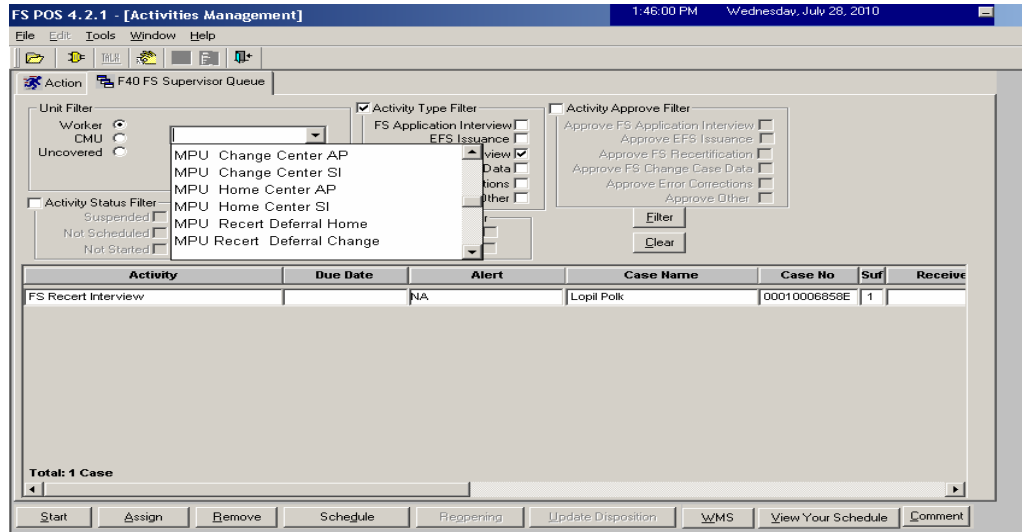 FS POS 4.2.1 - [Activities Management]
1:46:00 PM Wednesday, July 28, 2010
File Edit Tools Window Help
TALK
Action F40 FS Supervisor Queue
Unit Filter
Worker
CMU
Uncovered
MPU Change Center AP
MPU Change Center SI
MPU Home Center AP
MPU Home Center SI
MPU Recert Deferral Home
MPU Recert Deferral Change
Activity Type Filter
FS Application Interview
EFS Issuance
view
Data
tions
Other
Activity Approve Filter
Approve FS Application Interview
Approve EFS Issuance
Approve FS Recertification
Approve FS Change Case Data
Approve Error Corrections
Approve Other
Activity Status Filter
Suspended
Not Scheduled
Not Started
r
Filter
Clear
Activity Due Date Alert Case Name Case No Suf Receive
FS Recert Interview NA Lopil Polk 00010006858E 1
Total: 1 Case
Start Assign Remove Schedule Reopening Update Disposition WMS View Your Schedule Comment